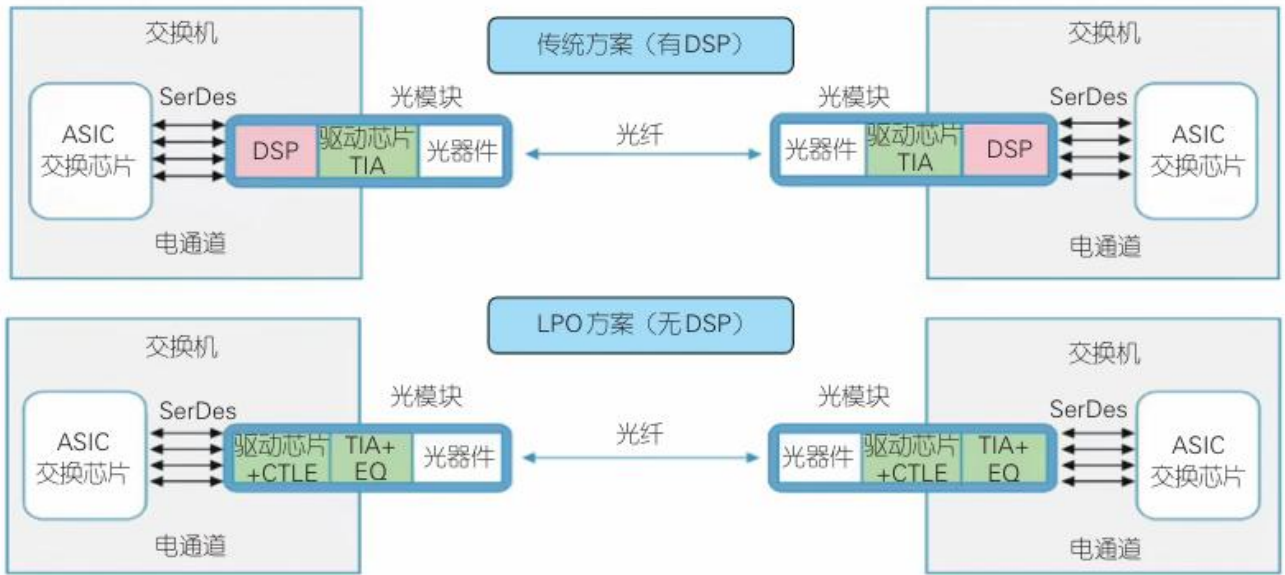 交换机
传统方案（有DSP）
交换机
SerDes
光模块
光模块
SerDes
ASIC
交换芯片
DSP
驱动芯片
TIA
光器件
光纤
光器件
驱动芯片
TIA
DSP
ASIC
交换芯片
电通道
电通道
LPO方案（无DSP）
交换机
交换机
SerDes
光模块
光模块
SerDes
ASIC
交换芯片
驱动芯片
+CTLE
TIA+
EQ
光器件
光纤
光器件
驱动芯片
+CTLE
TIA+
EQ
ASIC
交换芯片
电通道
电通道